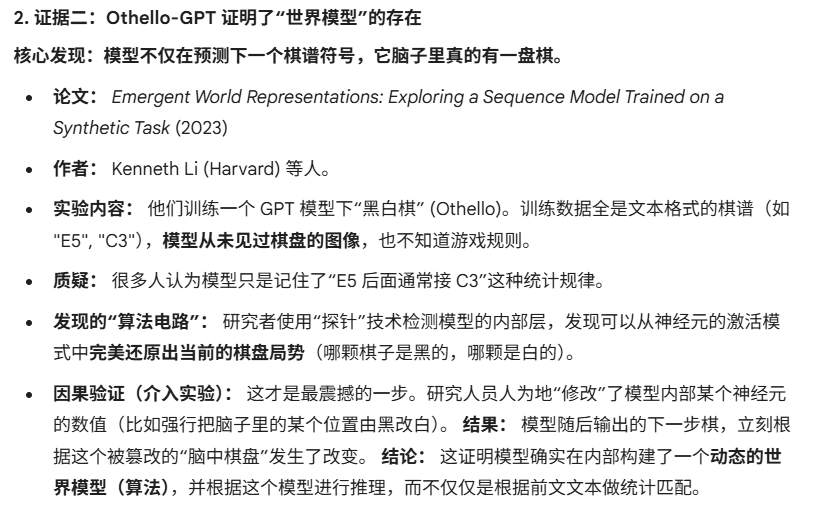 2. 证据二：Othello-GPT 证明了“世界模型”的存在
核心发现：模型不仅在预测下一个棋谱符号，它脑子里真的有一盘棋。
• 论文： Emergent World Representations: Exploring a Sequence Model Trained on a
Synthetic Task (2023)
• 作者： Kenneth Li (Harvard) 等人。
• 实验内容： 他们训练一个 GPT 模型下“黑白棋” (Othello)。训练数据全是文本格式的棋谱（如
"E5", "C3"），模型从未见过棋盘的图像，也不知道游戏规则。
• 质疑： 很多人认为模型只是记住了“E5 后面通常接 C3”这种统计规律。
• 发现的“算法电路”： 研究者使用“探针”技术检测模型的内部层，发现可以从神经元的激活模
式中完美还原出当前的棋盘局势（哪颗棋子是黑的，哪颗是白的）。
• 因果验证（介入实验）： 这才是最震撼的一步。研究人员人为地“修改”了模型内部某个神经元
的数值（比如强行把脑子里的某个位置由黑改白）。 结果： 模型随后输出的下一步棋，立刻根
据这个被篡改的“脑中棋盘”发生了改变。 结论： 这证明模型确实在内部构建了一个动态的世
界模型（算法），并根据这个模型进行推理，而不仅仅是根据前文文本做统计匹配。